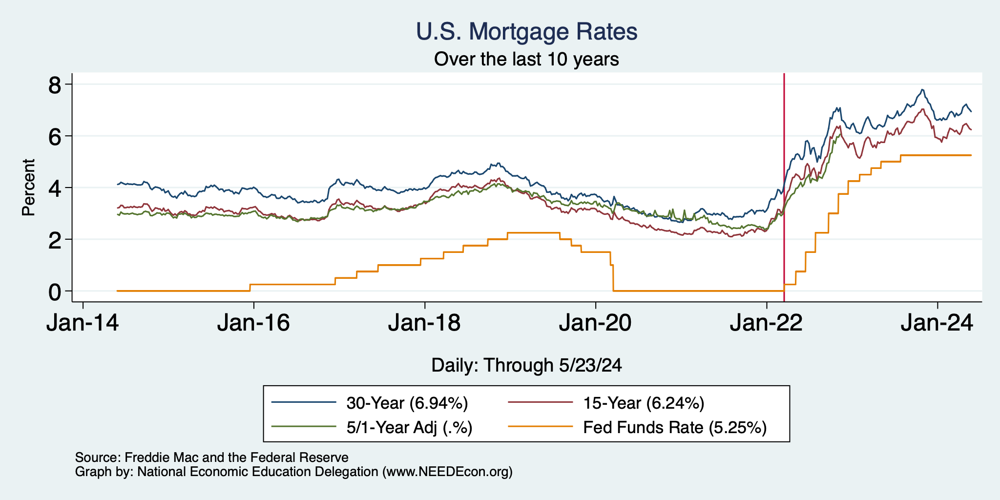 U.S. Mortgage Rates
Over the last 10 years
Percent
8
6
4
2
0
Jan-14 Jan-16 Jan-18 Jan-20 Jan-22 Jan-24
Daily: Through 5/23/24
30-Year (6.94%) 15-Year (6.24%)
5/1-Year Adj (.%) Fed Funds Rate (5.25%)
Source: Freddie Mac and the Federal Reserve
Graph by: National Economic Education Delegation (www.NEEDEcon.org)